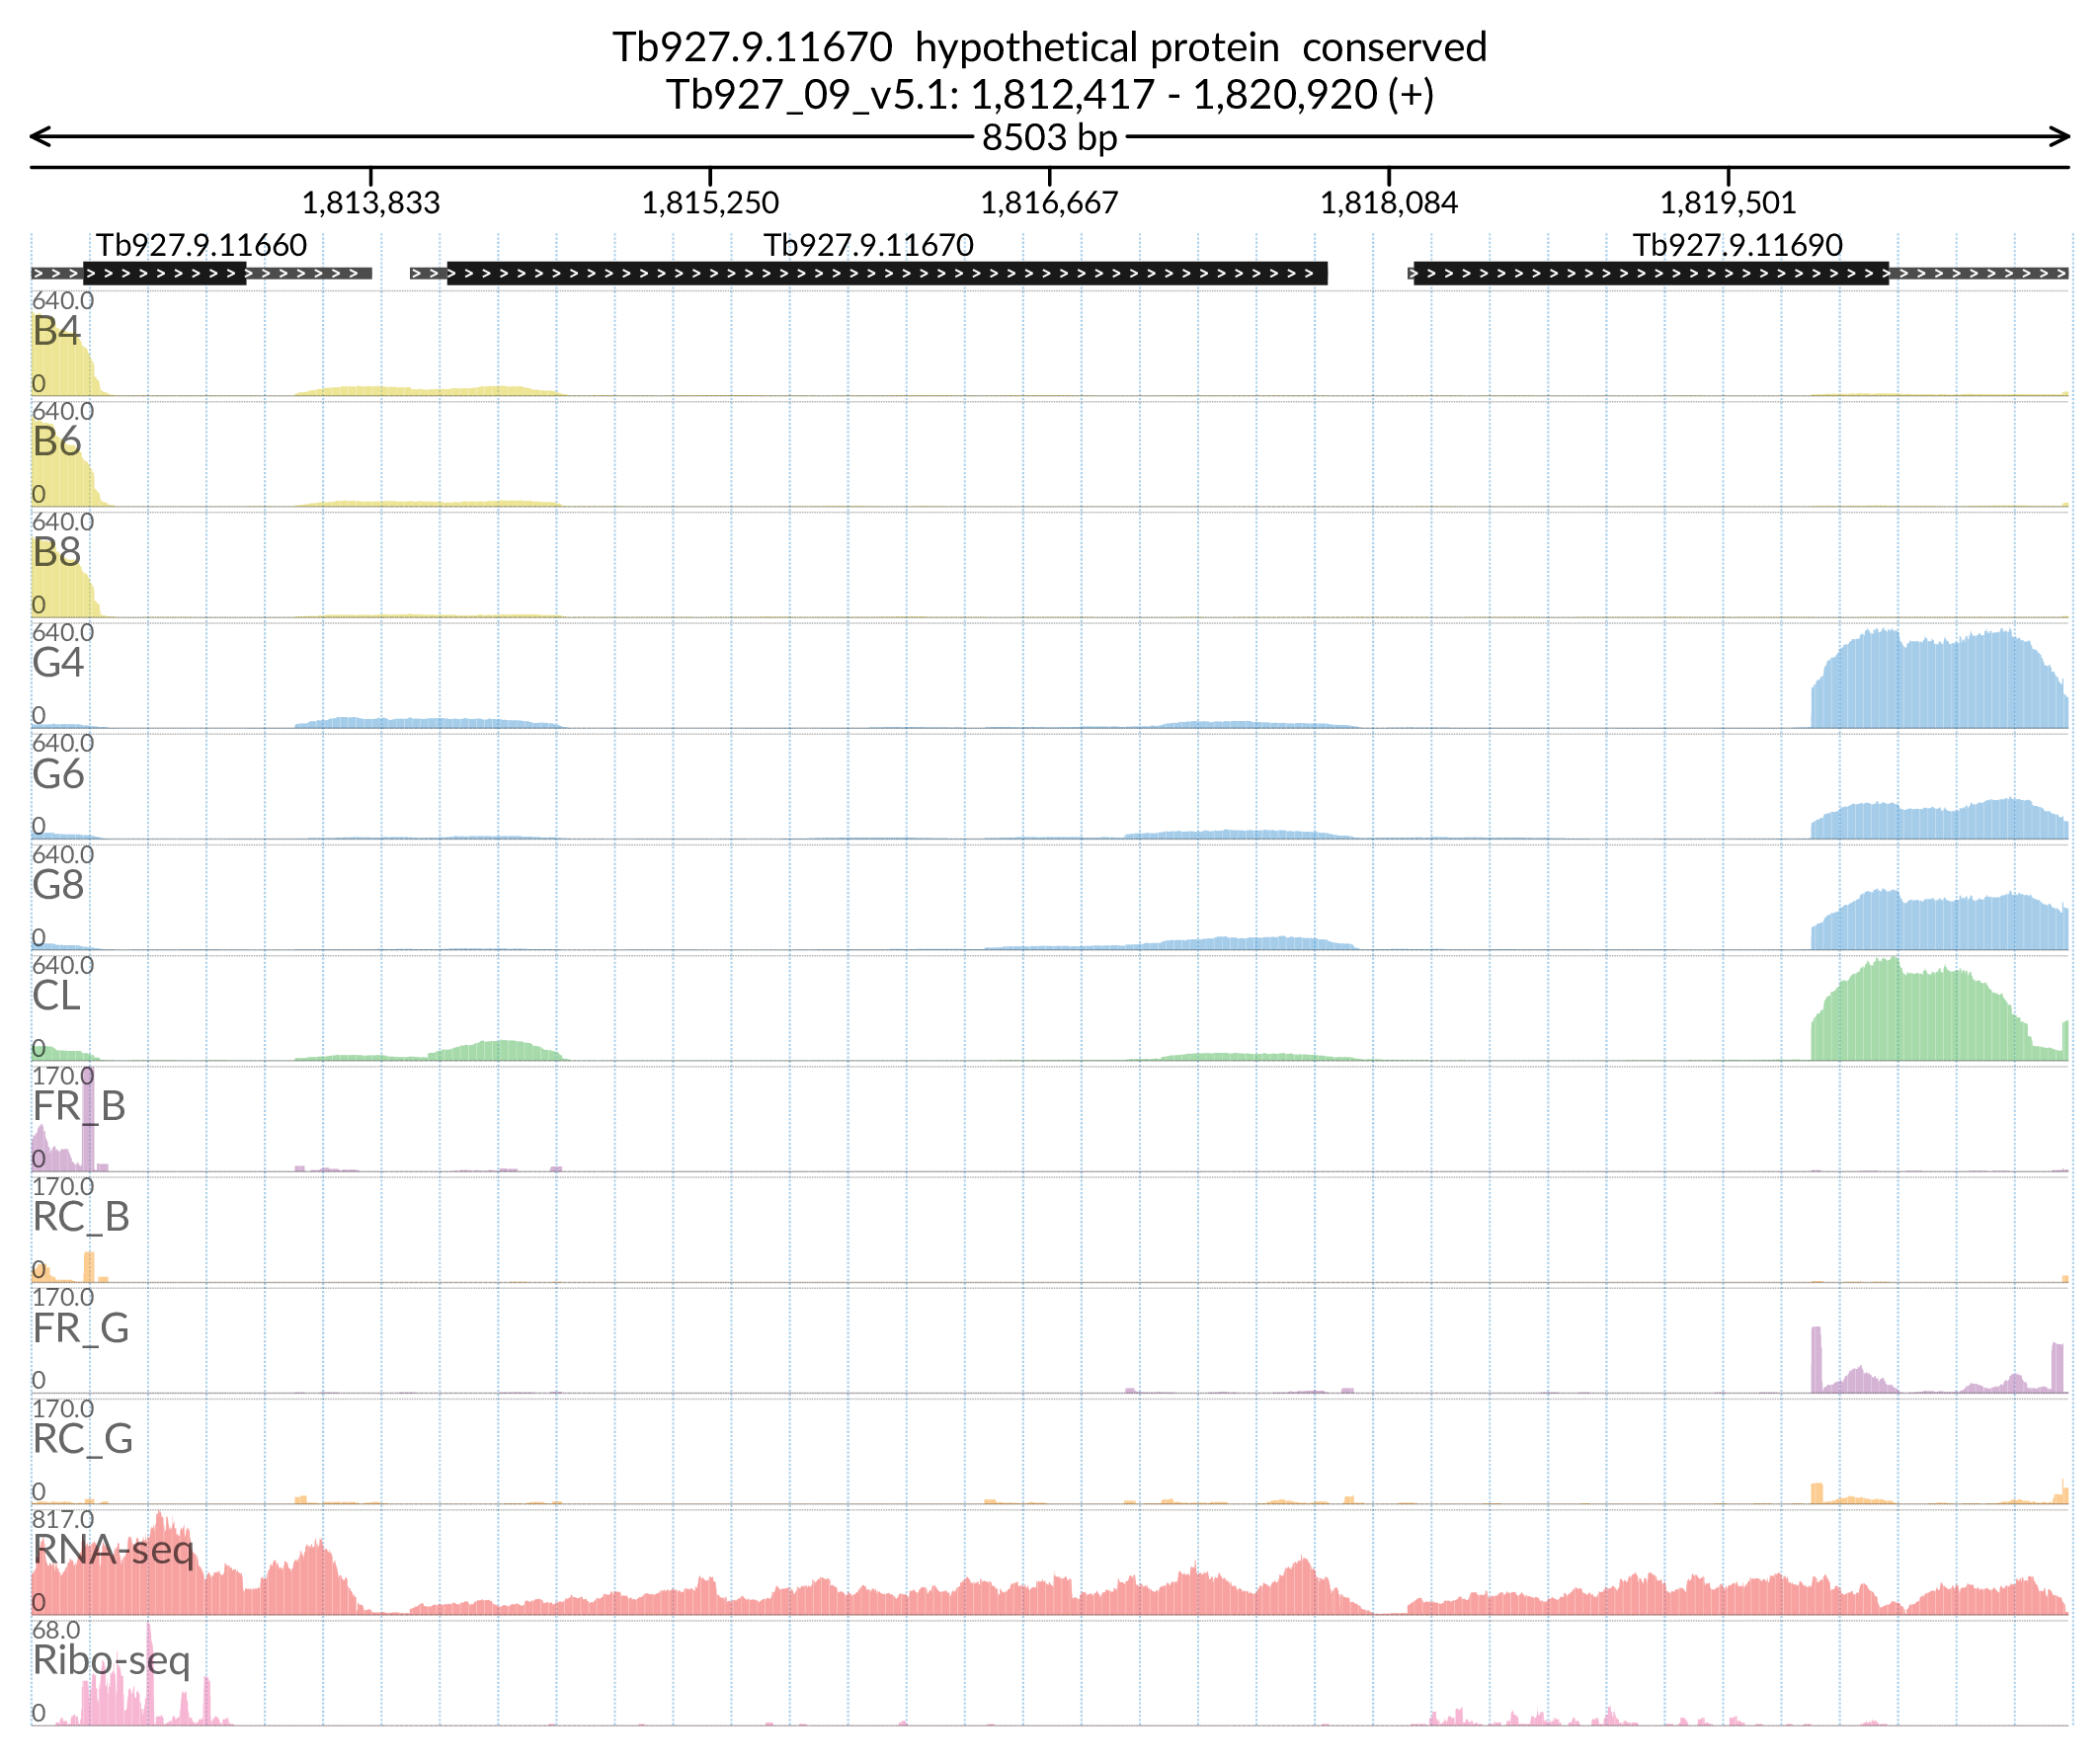 Tb927.9.11670 hypothetical protein conserved
Tb927_09_v5.1: 1,812,417 - 1,820,920 (+)
8503 bp
1,813,833 1,815,250 1,816,667 1,818,084 1,819,501
Tb927.9.11660 Tb927.9.11670 Tb927.9.11690
640.0
B4
0
640.0
B6
0
640.0
B8
0
640.0
G4
0
640.0
G6
0
640.0
G8
0
640.0
CL
0
170.0
FR_B
0
170.0
RC_B
0
170.0
FR_G
0
170.0
RC_G
0
817.0
RNA-seq
0
68.0
Ribo-seq
0